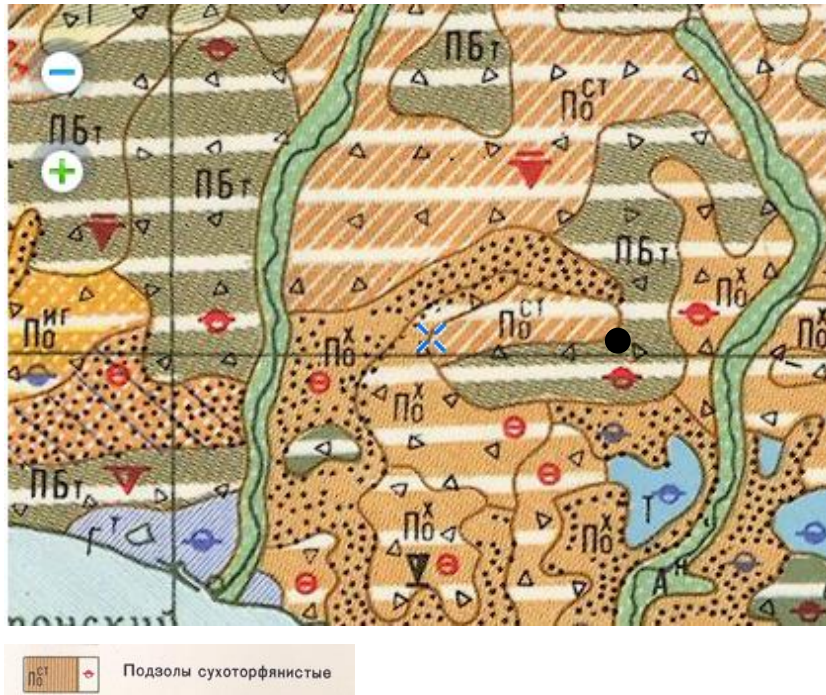 Г
ПБт
По^ст
ПБт
ПБт
ПБт
По^х
По^иг
По^ст
По^х
По^х
По^х
ПБт
Т
Г^т
По^х
По^х
А^н
ронский
По^ст Подзолы сухоторфянистые